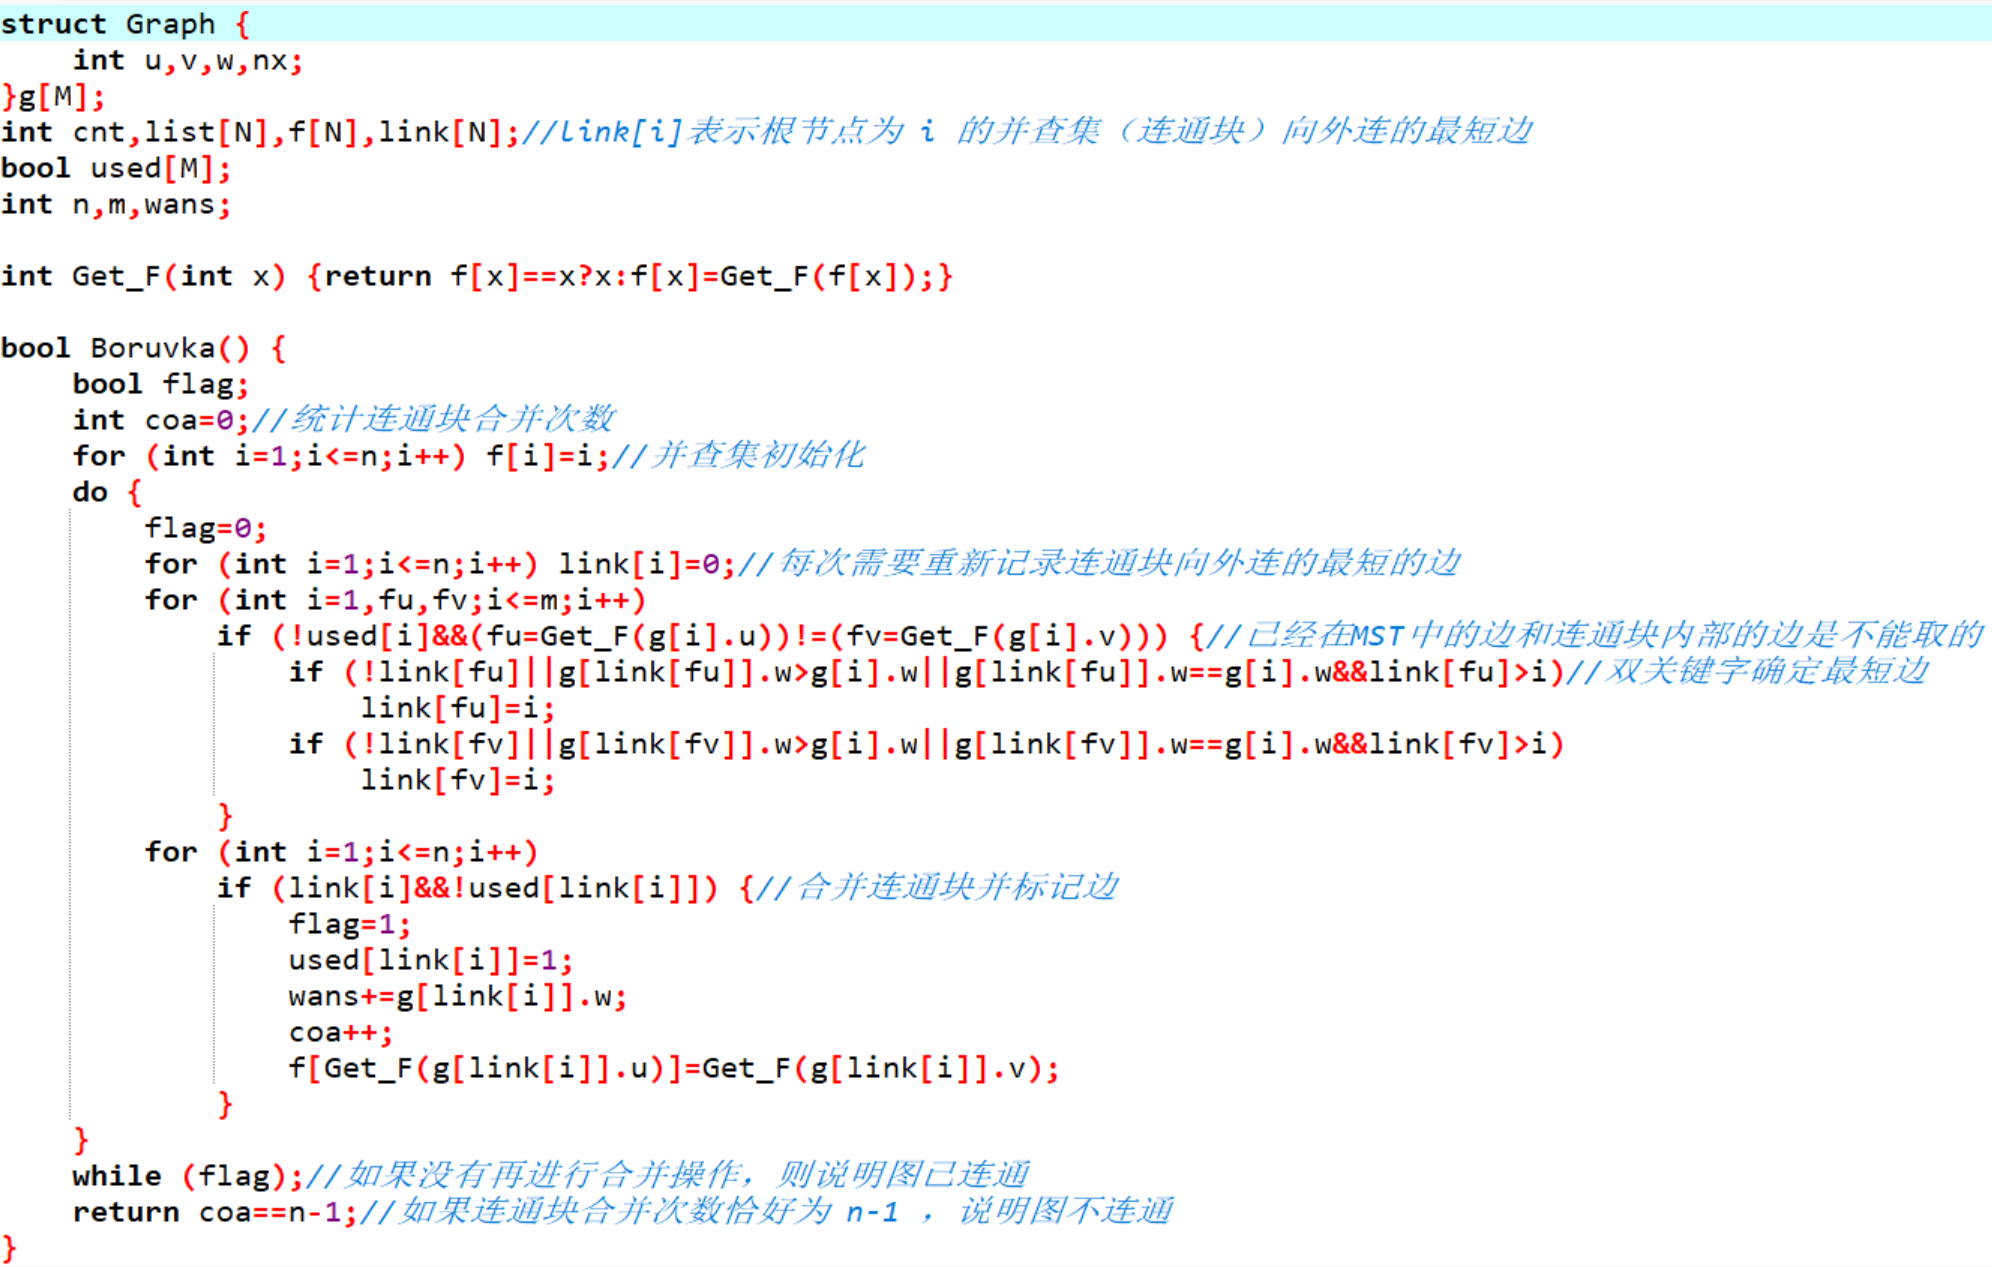 struct Graph {
    int u,v,w,nx;
}g[M];
int cnt,list[N],f[N],link[N];//link[i]表示根节点为 i 的并查集（连通块）向外连的最短边
bool used[M];
int n,m,wans;

int Get_F(int x) {return f[x]==x?x:f[x]=Get_F(f[x]);}

bool Boruvka() {
    bool flag;
    int coa=0;//统计连通块合并次数
    for (int i=1;i<=n;i++) f[i]=i;//并查集初始化
    do {
        flag=0;
        for (int i=1;i<=n;i++) link[i]=0;//每次需要重新记录连通块向外连的最短的边
        for (int i=1,fu,fv;i<=m;i++)
            if (!used[i]&&(fu=Get_F(g[i].u))!=(fv=Get_F(g[i].v))) {//已经在MST中的边和连通块内部的边是不能取的
                if (!link[fu]||g[link[fu]].w>g[i].w||g[link[fu]].w==g[i].w&&link[fu]>i)//双关键字确定最短边
                    link[fu]=i;
                if (!link[fv]||g[link[fv]].w>g[i].w||g[link[fv]].w==g[i].w&&link[fv]>i)
                    link[fv]=i;
            }
        for (int i=1;i<=n;i++)
            if (link[i]&&!used[link[i]]) {//合并连通块并标记边
                flag=1;
                used[link[i]]=1;
                wans+=g[link[i]].w;
                coa++;
                f[Get_F(g[link[i]].u)]=Get_F(g[link[i]].v);
            }
    }
    while (flag);//如果没有再进行合并操作，则说明图已连通
    return coa==n-1;//如果连通块合并次数恰好为 n-1 ，说明图不连通
}